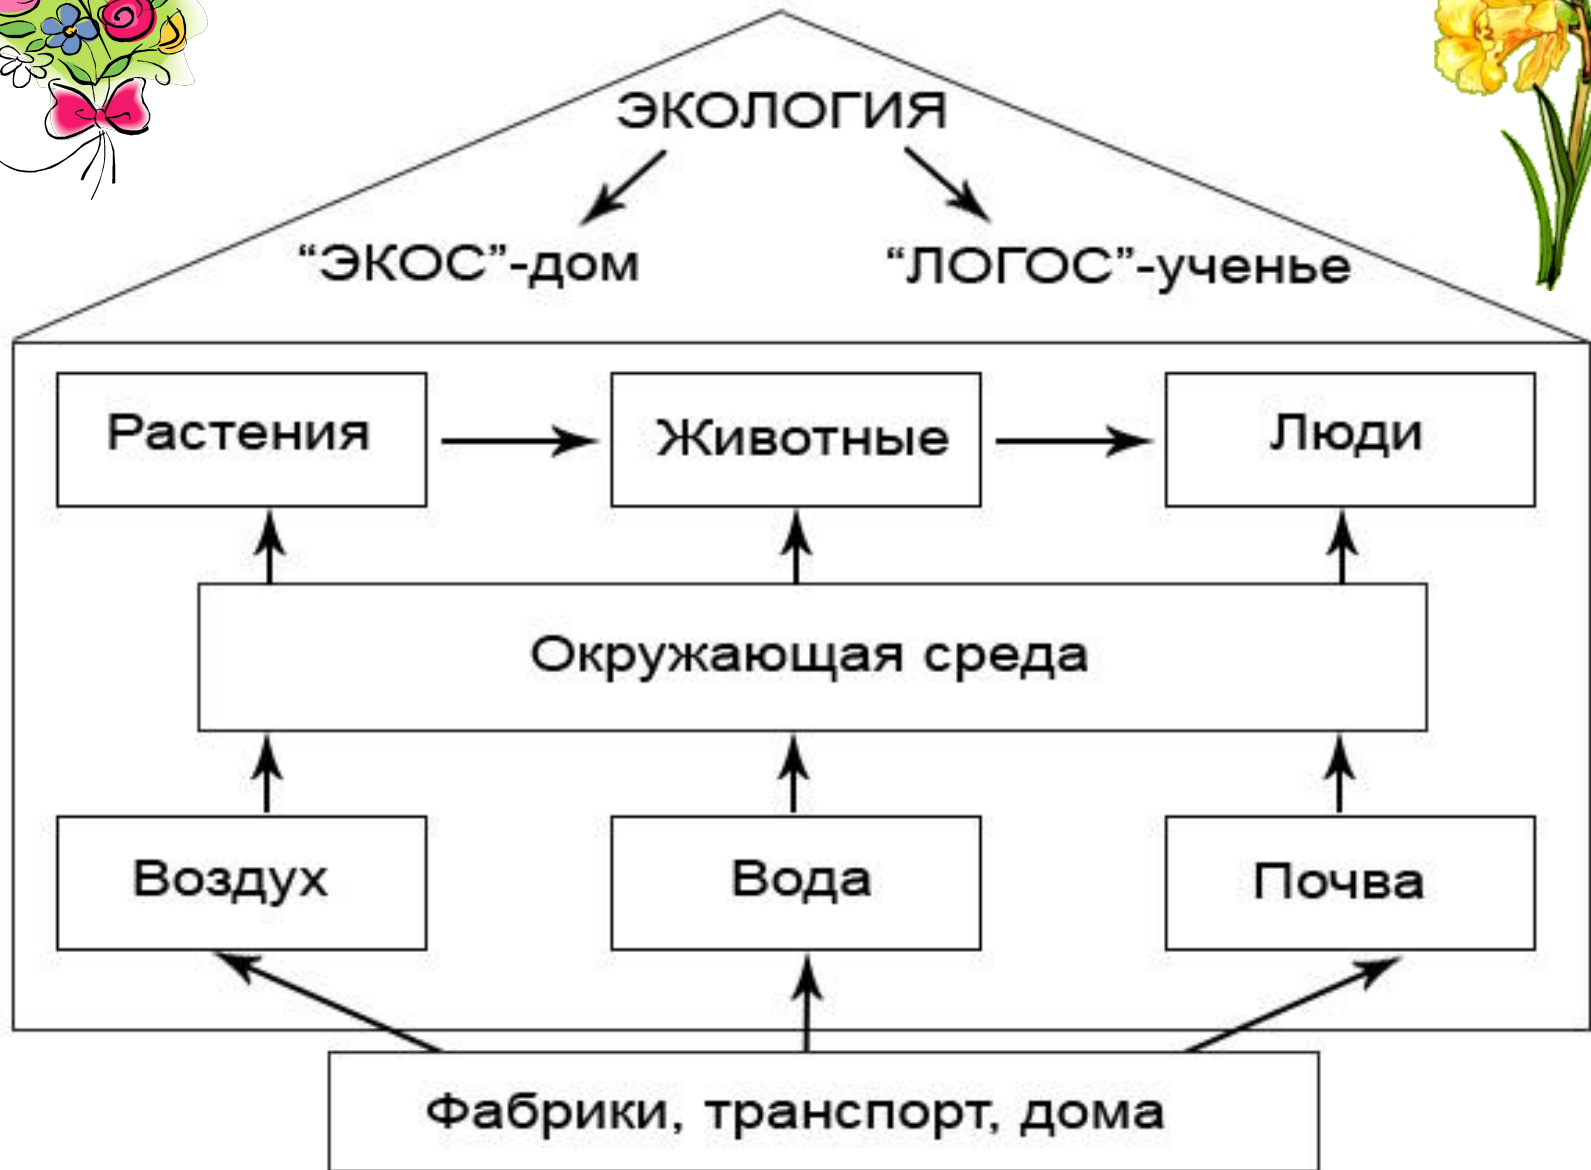 ЭКОЛОГИЯ
“ЭКОС”-дом “ЛОГОС”-ученье
Растения Животные Люди
Окружающая среда
Воздух Вода Почва
Фабрики, транспорт, дома